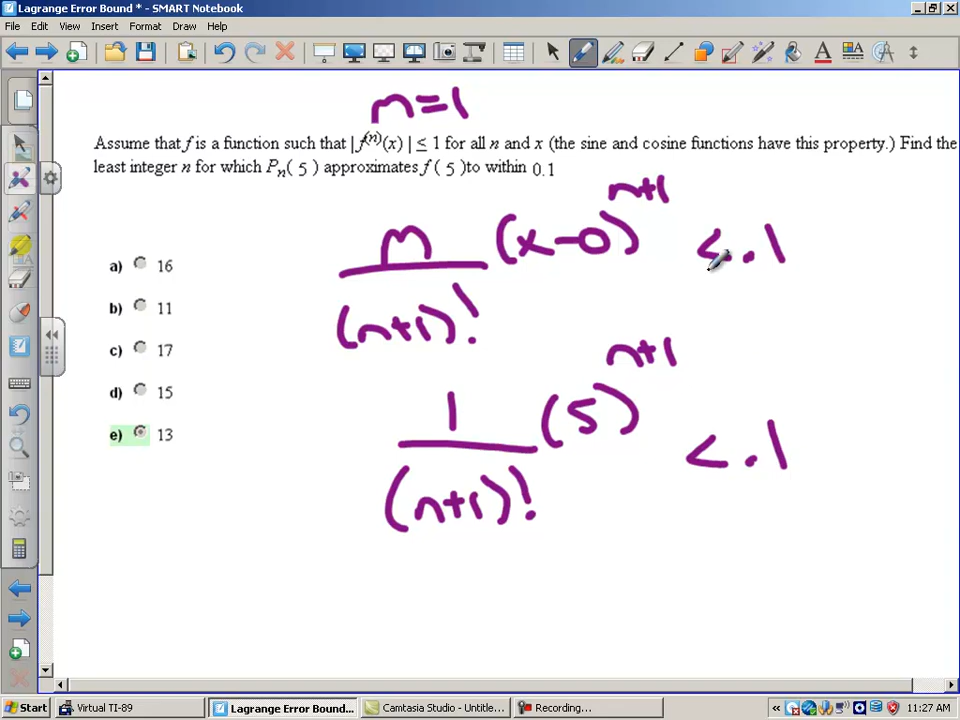 Lagrange Error Bound * - SMART Notebook
File Edit View Insert Format Draw Help
m=1
Assume that f is a function such that | f(n)(x) | ≤ 1 for all n and x (the sine and cosine functions have this property.) Find the
least integer n for which Pn( 5 ) approximates f ( 5 )to within 0.1
m/(n+1)! (x-0)^n+1 < .1
a) 16
b) 11
c) 17
d) 15
e) 13
1/(n+1)! (5)^n+1 < .1
Start Virtual TI-89 Lagrange Error Bound... Camtasia Studio - Untitle... Recording... 11:27 AM